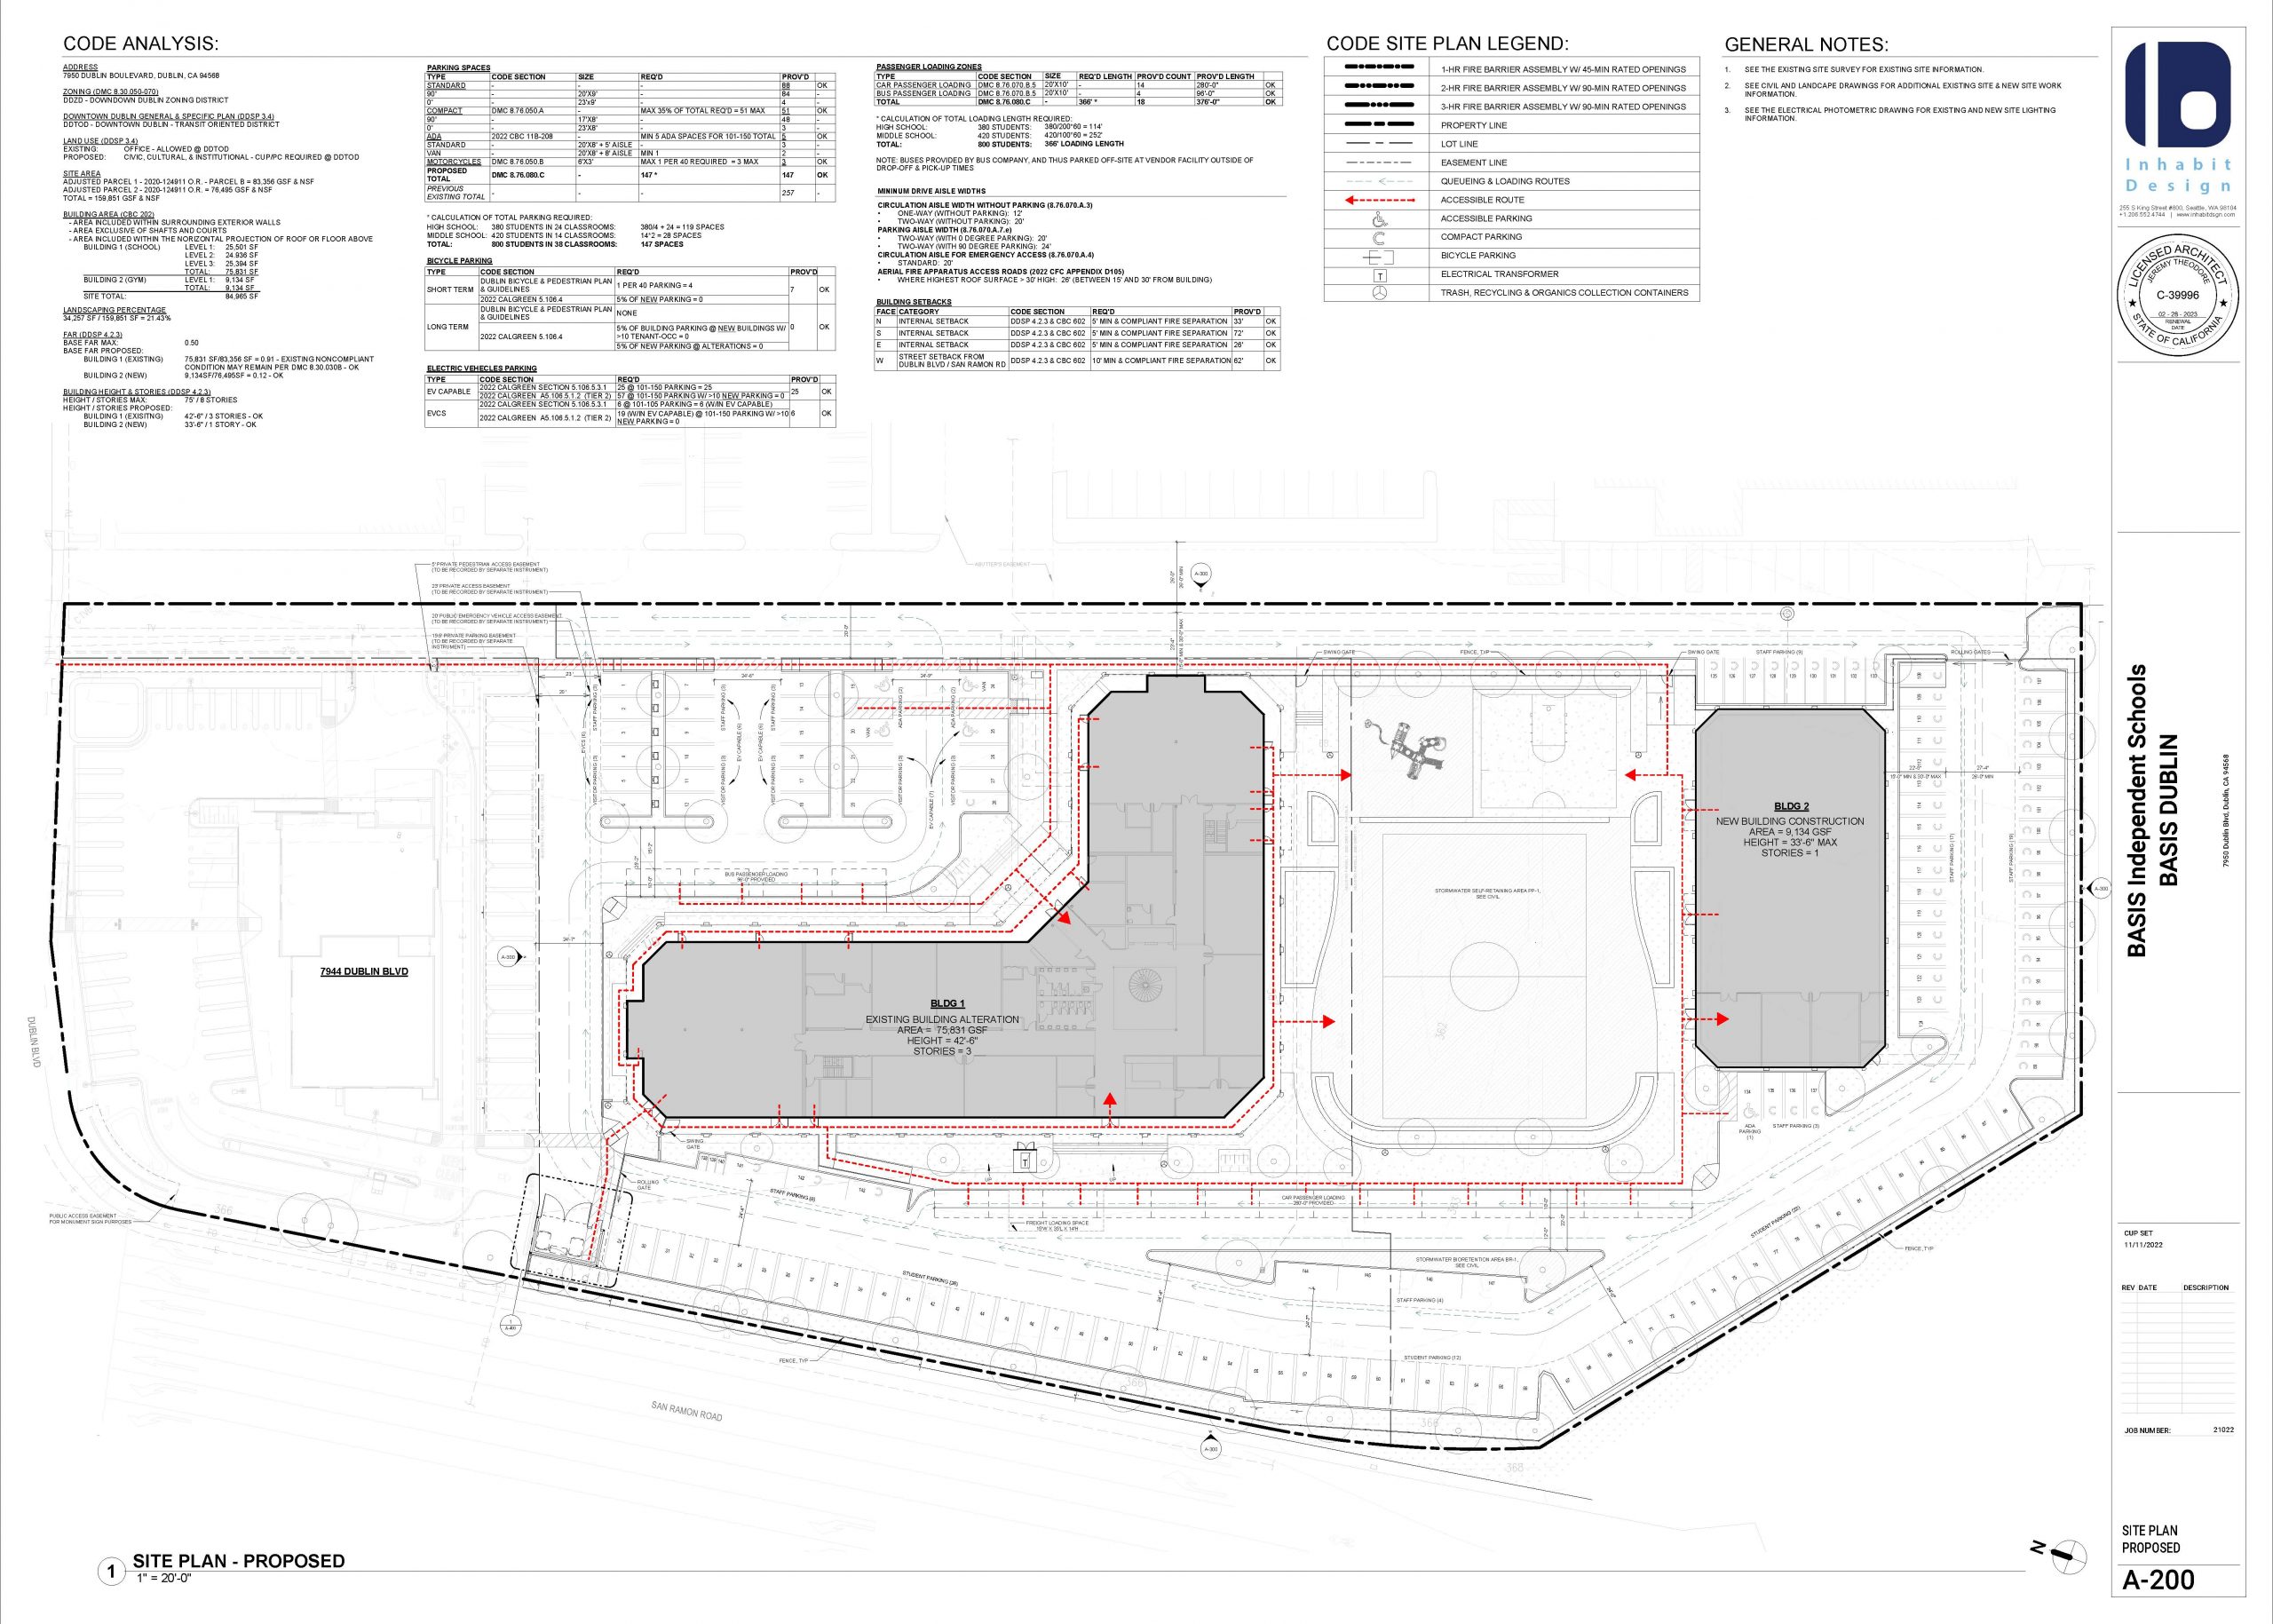 CODE ANALYSIS:
ADDRESS
7950 DUBLIN BOULEVARD, DUBLIN, CA 94568
ZONING (DMC 8.30.050-070)
DDZD - DOWNDOWN DUBLIN ZONING DISTRICT
DOWNTOWN DUBLIN GENERAL & SPECIFIC PLAN (DDSP 3.4)
DDTOD - DOWNTOWN DUBLIN - TRANSIT ORIENTED DISTRICT
LAND USE (DDSP 3.4)
EXISTING: OFFICE - ALLOWED @ DDTOD
PROPOSED: CIVIC, CULTURAL, & INSTITUTIONAL - CUP/PC REQUIRED @ DDTOD
SITE AREA
ADJUSTED PARCEL 1 - 2020-124911 O.R. - PARCEL B = 83,356 GSF & NSF
ADJUSTED PARCEL 2 - 2020-124911 O.R. = 76,495 GSF & NSF
TOTAL = 159,851 GSF & NSF
BUILDING AREA (CBC 202)
- AREA INCLUDED WITHIN SURROUNDING EXTERIOR WALLS
- AREA EXCLUSIVE OF SHAFTS AND COURTS
- AREA INCLUDED WITHIN THE NORIZONTAL PROJECTION OF ROOF OR FLOOR ABOVE
BUILDING 1 (SCHOOL) LEVEL 1: 25,501 SF
LEVEL 2: 24.936 SF
LEVEL 3: 25,394 SF
TOTAL: 75,831 SF
BUILDING 2 (GYM) LEVEL 1: 9,134 SF
TOTAL: 9,134 SF
SITE TOTAL: 84,965 SF
LANDSCAPING PERCENTAGE
34,257 SF / 159,851 SF = 21.43%
FAR (DDSP 4.2.3)
BASE FAR MAX: 0.50
BASE FAR PROPOSED:
BUILDING 1 (EXISTING) 75,831 SF/83,356 SF = 0.91 - EXISTING NONCOMPLIANT
CONDITION MAY REMAIN PER DMC 8.30.030B - OK
BUILDING 2 (NEW) 9,134SF/76,495SF = 0.12 - OK
BUILDING HEIGHT & STORIES (DDSP 4.2.3)
HEIGHT / STORIES MAX: 75' / 8 STORIES
HEIGHT / STORIES PROPOSED:
BUILDING 1 (EXISITNG) 42'-6" / 3 STORIES - OK
BUILDING 2 (NEW) 33'-6" / 1 STORY - OK
PARKING SPACES
TYPE CODE SECTION SIZE REQ'D PROV'D
STANDARD - - - 88 OK
90° - 20'X9' - 84 -
0° - 23'x9' - 4 -
COMPACT DMC 8.76.050.A MAX 35% OF TOTAL REQ'D = 51 MAX 51 OK
90° - 17'X8' - 48 -
0° - 23'X8' - 3 -
ADA 2022 CBC 11B-208 - MIN 5 ADA SPACES FOR 101-150 TOTAL 5 OK
STANDARD - 20'X8' + 5' AISLE - 3 -
VAN - 20'X8' + 8' AISLE MIN 1 2 -
MOTORCYCLES DMC 8.76.050.B 6'X3' MAX 1 PER 40 REQUIRED = 3 MAX 3 OK
PROPOSED TOTAL DMC 8.76.080.C - 147 * 147 OK
PREVIOUS EXISTING TOTAL - - - 257 -
* CALCULATION OF TOTAL PARKING REQUIRED:
HIGH SCHOOL: 380 STUDENTS IN 24 CLASSROOMS: 380/4 + 24 = 119 SPACES
MIDDLE SCHOOL: 420 STUDENTS IN 14 CLASSROOMS: 14*2 = 28 SPACES
TOTAL: 800 STUDENTS IN 38 CLASSROOMS: 147 SPACES
BICYCLE PARKING
TYPE CODE SECTION REQ'D PROV'D
SHORT TERM DUBLIN BICYCLE & PEDESTRIAN PLAN & GUIDELINES 1 PER 40 PARKING = 4 7 OK
2022 CALGREEN 5.106.4 5% OF NEW PARKING = 0
LONG TERM DUBLIN BICYCLE & PEDESTRIAN PLAN & GUIDELINES NONE 0 OK
2022 CALGREEN 5.106.4 5% OF BUILDING PARKING @ NEW BUILDINGS W/ >10 TENANT-OCC = 0
5% OF NEW PARKING @ ALTERATIONS = 0
ELECTRIC VEHECLES PARKING
TYPE CODE SECTION REQ'D PROV'D
EV CAPABLE 2022 CALGREEN SECTION 5.106.5.3.1 25 @ 101-150 PARKING = 25 25 OK
2022 CALGREEN A5.106.5.1.2 (TIER 2) 57 @ 101-150 PARKING W/ >10 NEW PARKING = 0
EVCS 2022 CALGREEN SECTION 5.106.5.3.1 6 @ 101-105 PARKING = 6 (W/IN EV CAPABLE) 6 OK
2022 CALGREEN A5.106.5.1.2 (TIER 2) 19 (W/IN EV CAPABLE) @ 101-150 PARKING W/ >10 NEW PARKING = 0
PASSENGER LOADING ZONES
TYPE CODE SECTION SIZE REQ'D LENGTH PROV'D COUNT PROV'D LENGTH
CAR PASSENGER LOADING DMC 8.76.070.B.5 20'X10' - 14 280'-0" OK
BUS PASSENGER LOADING DMC 8.76.070.B.5 20'X10' - 4 96'-0" OK
TOTAL DMC 8.76.080.C - 366' * 18 376'-0" OK
* CALCULATION OF TOTAL LOADING LENGTH REQUIRED:
HIGH SCHOOL: 380 STUDENTS: 380/200*60 = 114'
MIDDLE SCHOOL: 420 STUDENTS: 420/100*60 = 252'
TOTAL: 800 STUDENTS: 366' LOADING LENGTH
NOTE: BUSES PROVIDED BY BUS COMPANY, AND THUS PARKED OFF-SITE AT VENDOR FACILITY OUTSIDE OF
DROP-OFF & PICK-UP TIMES
MININUM DRIVE AISLE WIDTHS
CIRCULATION AISLE WIDTH WITHOUT PARKING (8.76.070.A.3)
• ONE-WAY (WITHOUT PARKING): 12'
• TWO-WAY (WITHOUT PARKING): 20'
PARKING AISLE WIDTH (8.76.070.A.7.e)
• TWO-WAY (WITH 0 DEGREE PARKING): 20'
• TWO-WAY (WITH 90 DEGREE PARKING): 24'
CIRCULATION AISLE FOR EMERGENCY ACCESS (8.76.070.A.4)
• STANDARD: 20'
AERIAL FIRE APPARATUS ACCESS ROADS (2022 CFC APPENDIX D105)
• WHERE HIGHEST ROOF SURFACE > 30' HIGH: 26' (BETWEEN 15' AND 30' FROM BUILDING)
BUILDING SETBACKS
FACE CATEGORY CODE SECTION REQ'D PROV'D
N INTERNAL SETBACK DDSP 4.2.3 & CBC 602 5' MIN & COMPLIANT FIRE SEPARATION 33' OK
S INTERNAL SETBACK DDSP 4.2.3 & CBC 602 5' MIN & COMPLIANT FIRE SEPARATION 72' OK
E INTERNAL SETBACK DDSP 4.2.3 & CBC 602 5' MIN & COMPLIANT FIRE SEPARATION 26' OK
W STREET SETBACK FROM DUBLIN BLVD / SAN RAMON RD DDSP 4.2.3 & CBC 602 10' MIN & COMPLIANT FIRE SEPARATION 62' OK
CODE SITE PLAN LEGEND:
1-HR FIRE BARRIER ASSEMBLY W/ 45-MIN RATED OPENINGS
2-HR FIRE BARRIER ASSEMBLY W/ 90-MIN RATED OPENINGS
3-HR FIRE BARRIER ASSEMBLY W/ 90-MIN RATED OPENINGS
PROPERTY LINE
LOT LINE
EASEMENT LINE
QUEUEING & LOADING ROUTES
ACCESSIBLE ROUTE
ACCESSIBLE PARKING
C COMPACT PARKING
BICYCLE PARKING
T ELECTRICAL TRANSFORMER
TRASH, RECYCLING & ORGANICS COLLECTION CONTAINERS
GENERAL NOTES:
1. SEE THE EXISTING SITE SURVEY FOR EXISTING SITE INFORMATION.
2. SEE CIVIL AND LANDCAPE DRAWINGS FOR ADDITIONAL EXISTING SITE & NEW SITE WORK
INFORMATION.
3. SEE THE ELECTRICAL PHOTOMETRIC DRAWING FOR EXISTING AND NEW SITE LIGHTING
INFORMATION.
Inhabit
Design
255 S King Street #800, Seattle, WA 98104
+1.206.552.4744 | www.inhabitdsgn.com
LICENSED ARCHITECT
JEREMY THEODORE
C-39996
02 - 28 - 2023
RENEWAL
DATE
STATE OF CALIFORNIA
BASIS Independent Schools
BASIS DUBLIN
7950 Dublin Blvd, Dublin, CA 94568
CUP SET
11/11/2022
REV DATE DESCRIPTION
JOB NUMBER: 21022
SITE PLAN
PROPOSED
A-200
5' PRIVATE PEDESTRIAN ACCESS EASEMENT
(TO BE RECORDED BY SEPARATE INSTRUMENT)
23' PRIVATE ACCESS EASEMENT
(TO BE RECORDED BY SEPARATE INSTRUMENT)
20' PUBLIC EMERGENCY VEHICLE ACCESS EASEMENT
(TO BE RECORDED BY SEPARATE INSTRUMENT)
PRIVATE PARKING EASEMENT
(TO BE RECORDED BY SEPARATE
INSTRUMENT)
ABUTTER'S EASEMENT
A-300
SWING GATE
FENCE, TYP
SWING GATE
STAFF PARKING (9)
ROLLING GATES
BUS PASSENGER LOADING
96'-0" PROVIDED
7944 DUBLIN BLVD
BLDG 1
EXISTING BUILDING ALTERATION
AREA = 75,831 GSF
HEIGHT = 42'-6"
STORIES = 3
STORMWATER SELF-RETAINING AREA PF-1,
SEE CIVIL
BLDG 2
NEW BUILDING CONSTRUCTION
AREA = 9,134 GSF
HEIGHT = 33'-6" MAX
STORIES = 1
A-300
A-300
DUBLIN BLVD
ADA
PARKING
(1)
STAFF PARKING (3)
SWING
GATE
ROLLING
GATE
STAFF PARKING (6)
T
CAR PASSENGER LOADING
280'-0" PROVIDED
FREIGHT LOADING SPACE
PUBLIC ACCESS EASEMENT
FOR MONUMENT SIGN PURPOSES
366
STORMWATER BIORETENTION AREA BR-1,
SEE CIVIL
STUDENT PARKING (28)
STAFF PARKING (4)
STUDENT PARKING (12)
STUDENT PARKING (22)
FENCE, TYP
FENCE, TYP
SAN RAMON ROAD
A-300
368
1
SITE PLAN - PROPOSED
1" = 20'-0"
N